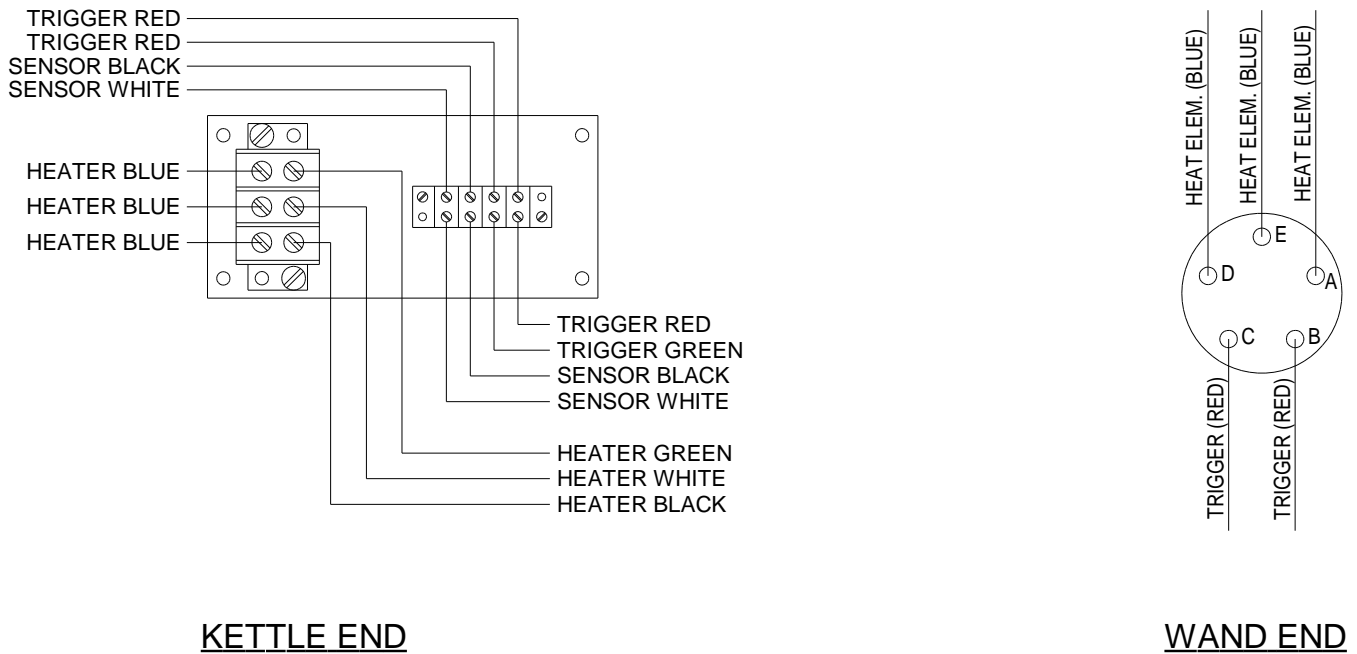 TRIGGER RED
TRIGGER RED
SENSOR BLACK
SENSOR WHITE
HEATER BLUE
HEATER BLUE
HEATER BLUE
TRIGGER RED
TRIGGER GREEN
SENSOR BLACK
SENSOR WHITE
HEATER GREEN
HEATER WHITE
HEATER BLACK
KETTLE END
HEAT ELEM. (BLUE)
HEAT ELEM. (BLUE)
HEAT ELEM. (BLUE)
E
D
A
C
B
TRIGGER (RED)
TRIGGER (RED)
WAND END